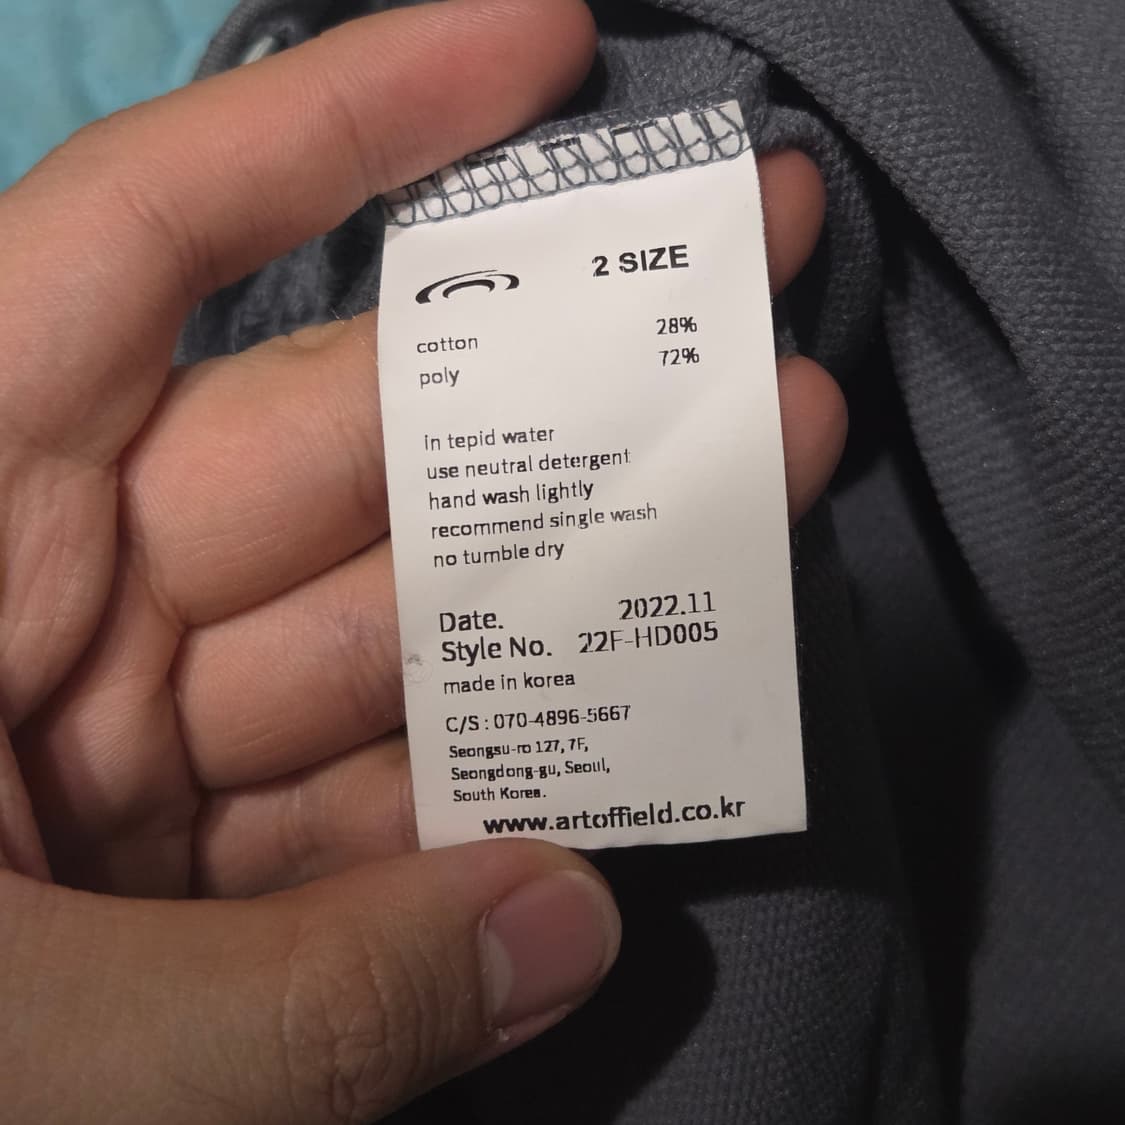 2 SIZE
cotton 28%
poly 72%
in tepid water
use neutral detergent
hand wash lightly
recommend single wash
no tumble dry
Date. 2022.11
Style No. 22F-HD005
made in korea
C/S : 070-4896-5667
Seongsu-ro 127, 7F,
Seongdong-gu, Seoul,
South Korea.
www.artoffield.co.kr